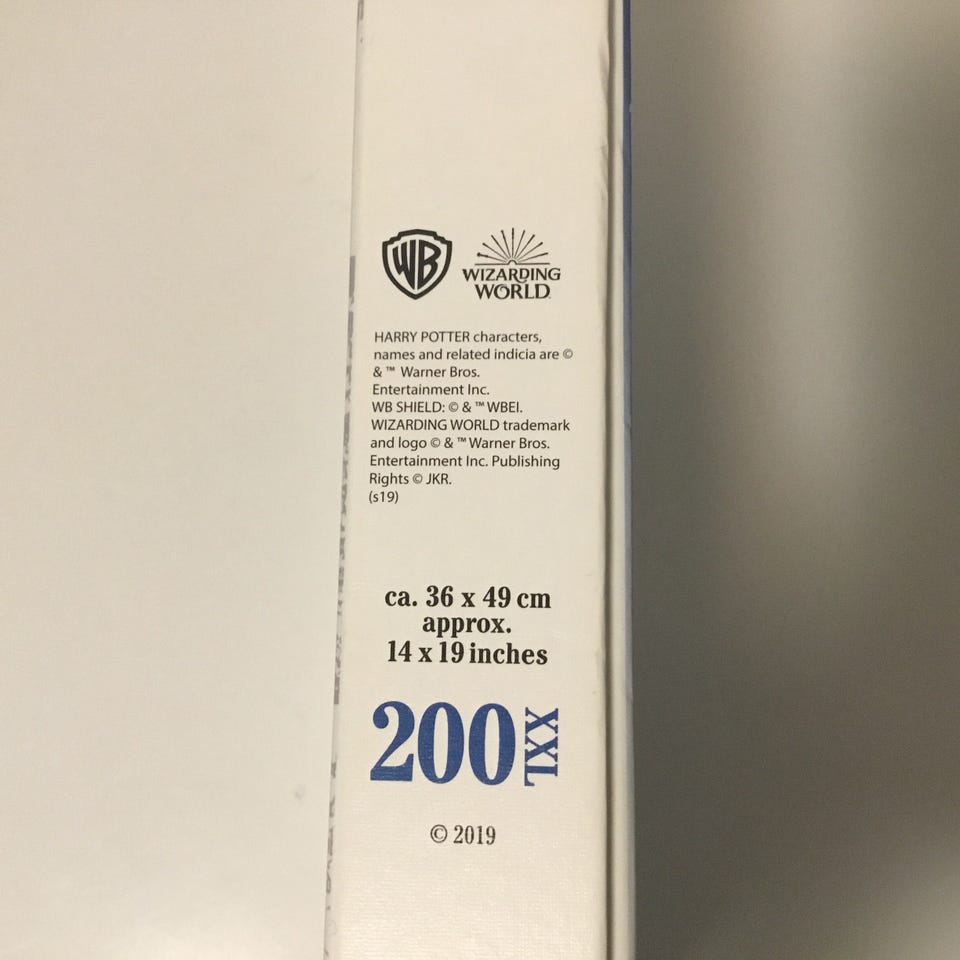 WB
WIZARDING
WORLD
HARRY POTTER characters,
names and related indicia are ©
& ™ Warner Bros.
Entertainment Inc.
WB SHIELD: © & ™ WBEI.
WIZARDING WORLD trademark
and logo © & ™ Warner Bros.
Entertainment Inc. Publishing
Rights © JKR.
(s19)
ca. 36 x 49 cm
approx.
14 x 19 inches
200 XXL
© 2019